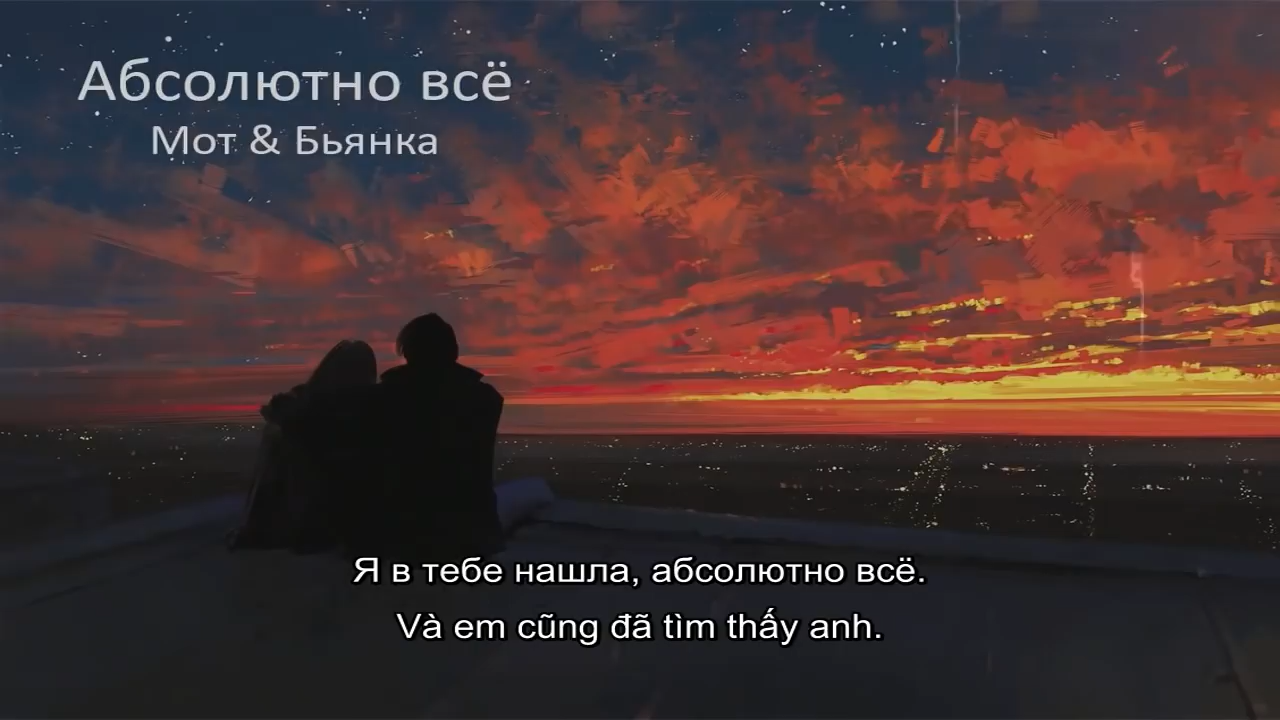 Абсолютно всё
Мот & Бьянка
Я в тебе нашла, абсолютно всё.
Và em cũng đã tìm thấy anh.